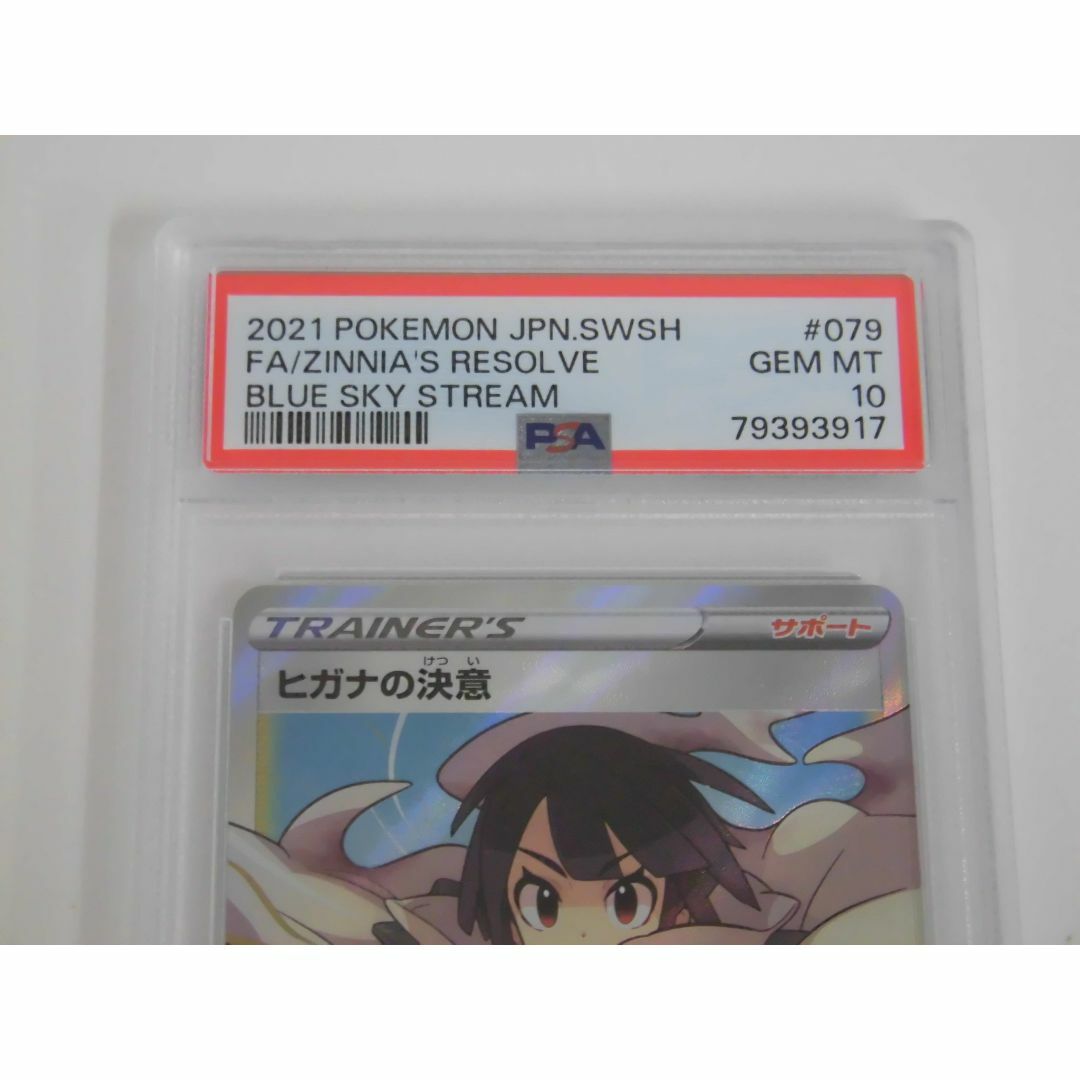 2021 POKEMON JPN.SWSH #079
FA/ZINNIA'S RESOLVE GEM MT
BLUE SKY STREAM 10
PSA 79393917
TRAINER'S サポート
けつ い
ヒガナの決意